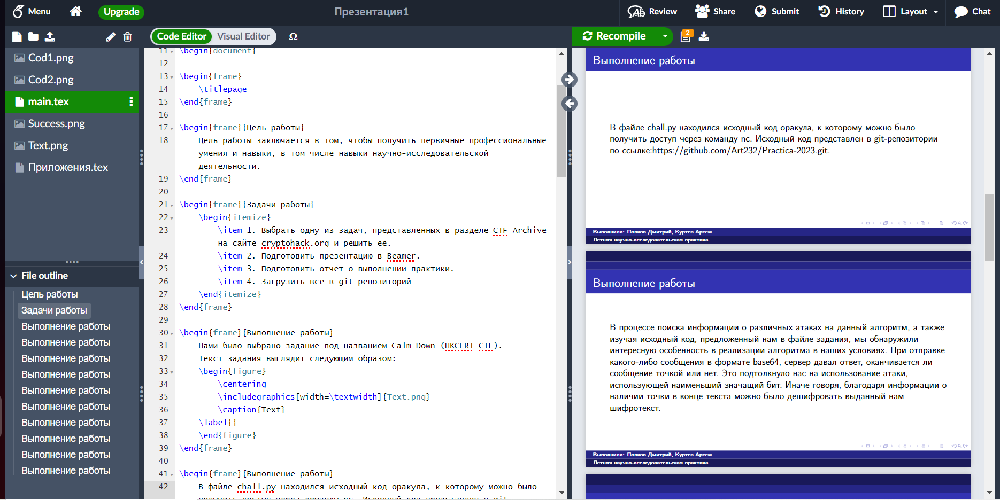 Menu
Upgrade
Презентация1
Review
Share
Submit
History
Layout
Chat
Code Editor
Visual Editor
Ω
Recompile
2
Cod1.png
Cod2.png
main.tex
Success.png
Text.png
Приложения.tex
File outline
Цель работы
Задачи работы
Выполнение работы
Выполнение работы
Выполнение работы
Выполнение работы
Выполнение работы
Выполнение работы
Выполнение работы
Выполнение работы
Выполнение работы
Выполнение работы
11 \begin{document}
12
13 \begin{frame}
14 \titlepage
15 \end{frame}
16
17 \begin{frame}{Цель работы}
18 Цель работы заключается в том, чтобы получить первичные профессиональные
умения и навыки, в том числе навыки научно-исследовательской
деятельности.
19 \end{frame}
20
21 \begin{frame}{Задачи работы}
22 \begin{itemize}
23 \item 1. Выбрать одну из задач, представленных в разделе CTF Archive
на сайте cryptohack.org и решить ее.
24 \item 2. Подготовить презентацию в Beamer.
25 \item 3. Подготовить отчет о выполнении практики.
26 \item 4. Загрузить все в git-репозиторий
27 \end{itemize}
28 \end{frame}
29
30 \begin{frame}{Выполнение работы}
31 Нами было выбрано задание под названием Calm Down (HKCERT CTF).
32 Текст задания выглядит следующим образом:
33 \begin{figure}
34 \centering
35 \includegraphics[width=\textwidth]{Text.png}
36 \caption{Text}
37 \label{}
38 \end{figure}
39 \end{frame}
40
41 \begin{frame}{Выполнение работы}
42 В файле chall.py находился исходный код оракула, к которому можно было
получить доступ через команду nc. Исходный код представлен в git-
Выполнение работы
В файле chall.py находился исходный код оракула, к которому можно было
получить доступ через команду nc. Исходный код представлен в git-репозитории
по ссылке:https://github.com/Art232/Practica-2023.git.
Выполнили: Попков Дмитрий, Куртев Артем
Летняя научно-исследовательская практика
Выполнение работы
В процессе поиска информации о различных атаках на данный алгоритм, а также
изучая исходный код, предложенный нам в файле задания, мы обнаружили
интересную особенность в реализации алгоритма в наших условиях. При отправке
какого-либо сообщения в формате base64, сервер давал ответ, оканчивается ли
сообщение точкой или нет. Это подтолкнуло нас на использование атаки,
использующей наименьший значащий бит. Иначе говоря, благодаря информации о
наличии точки в конце текста можно было дешифровать выданный нам
шифротекст.
Выполнили: Попков Дмитрий, Куртев Артем
Летняя научно-исследовательская практика